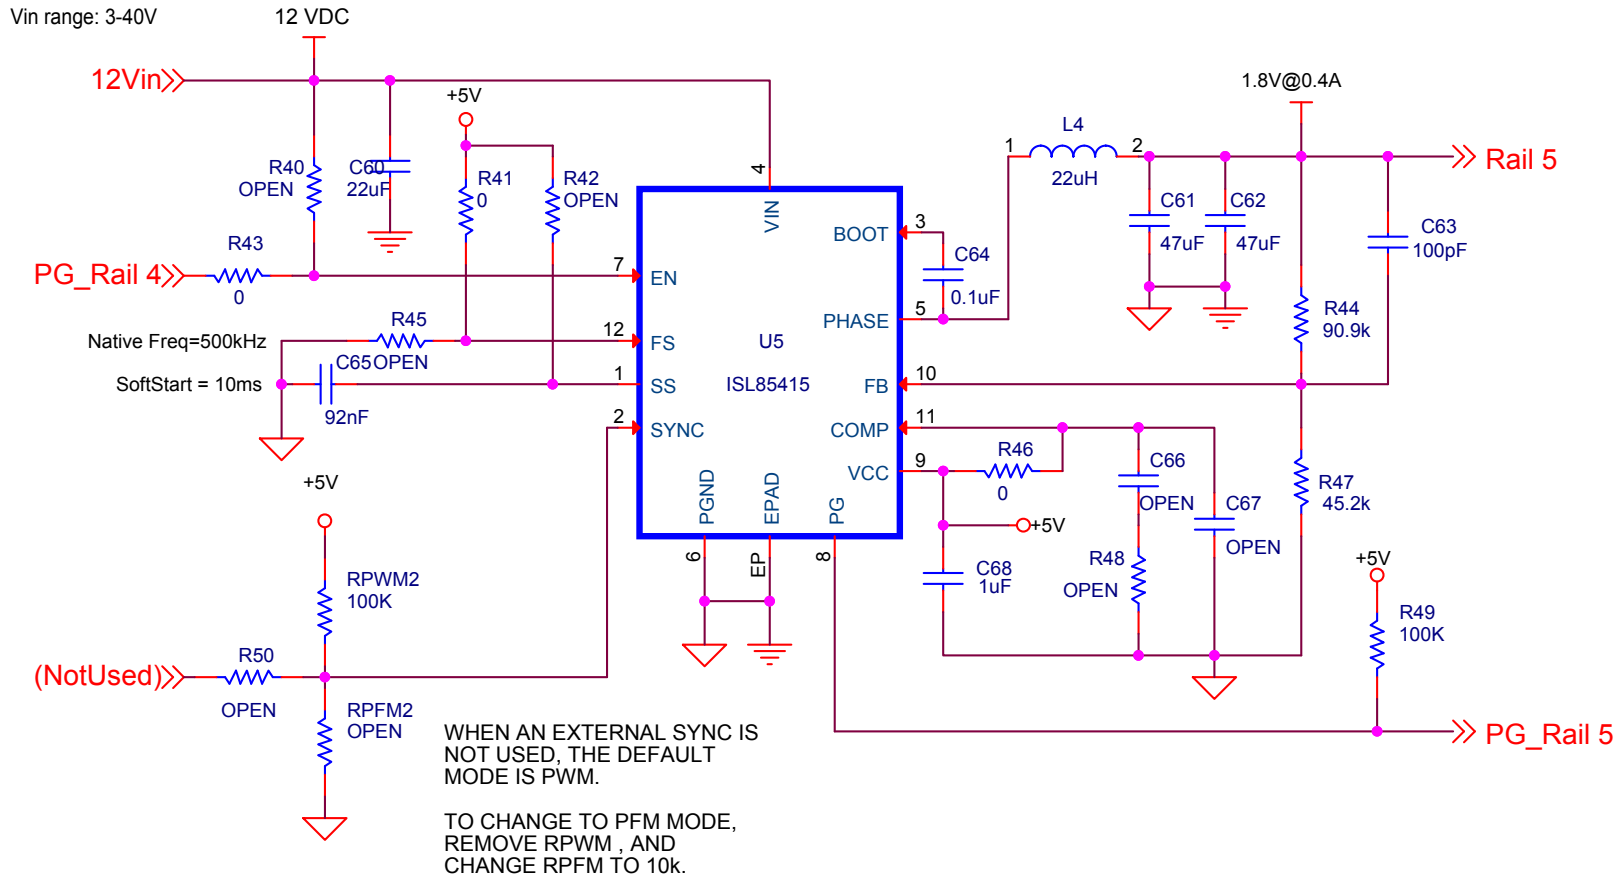 Vin range: 3-40V
12 VDC
12Vin
+5V
1.8V@0.4A
R40
OPEN
C60
22uF
R41
0
R42
OPEN
4
VIN
1
L4
2
22uH
Rail 5
C61
47uF
C62
47uF
C63
100pF
R43
0
PG_Rail 4
7
EN
BOOT
3
C64
0.1uF
PHASE
5
R44
90.9k
Native Freq=500kHz
R45
OPEN
12
FS
U5
ISL85415
SoftStart = 10ms
C65
92nF
1
SS
FB
10
2
SYNC
COMP
11
VCC
9
R46
0
C66
OPEN
C67
OPEN
R47
45.2k
PGND
EPAD
PG
6
EP
8
+5V
C68
1uF
R48
OPEN
+5V
R49
100K
+5V
RPWM2
100K
(NotUsed)
R50
OPEN
RPFM2
OPEN
PG_Rail 5
WHEN AN EXTERNAL SYNC IS
NOT USED, THE DEFAULT
MODE IS PWM.
TO CHANGE TO PFM MODE,
REMOVE RPWM , AND
CHANGE RPFM TO 10k.